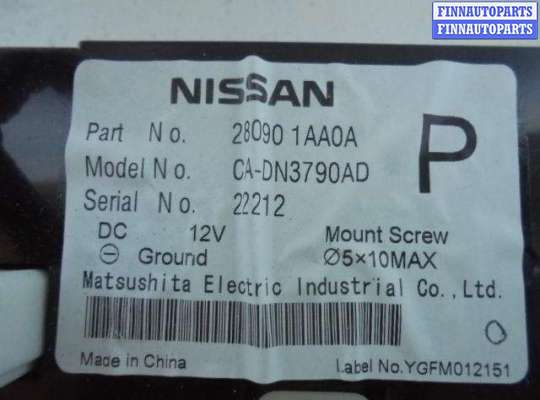 FINNAUTOPARTS
FINNAUTOPARTS
NISSAN
Part No. 28090 1AA0A
P
Model No. CA-DN3790AD
Serial No. 22212
DC 12V Mount Screw
⊖ Ground Ø5×10MAX
Matsushita Electric Industrial Co.,Ltd.
Made in China Label No.YGFM012151